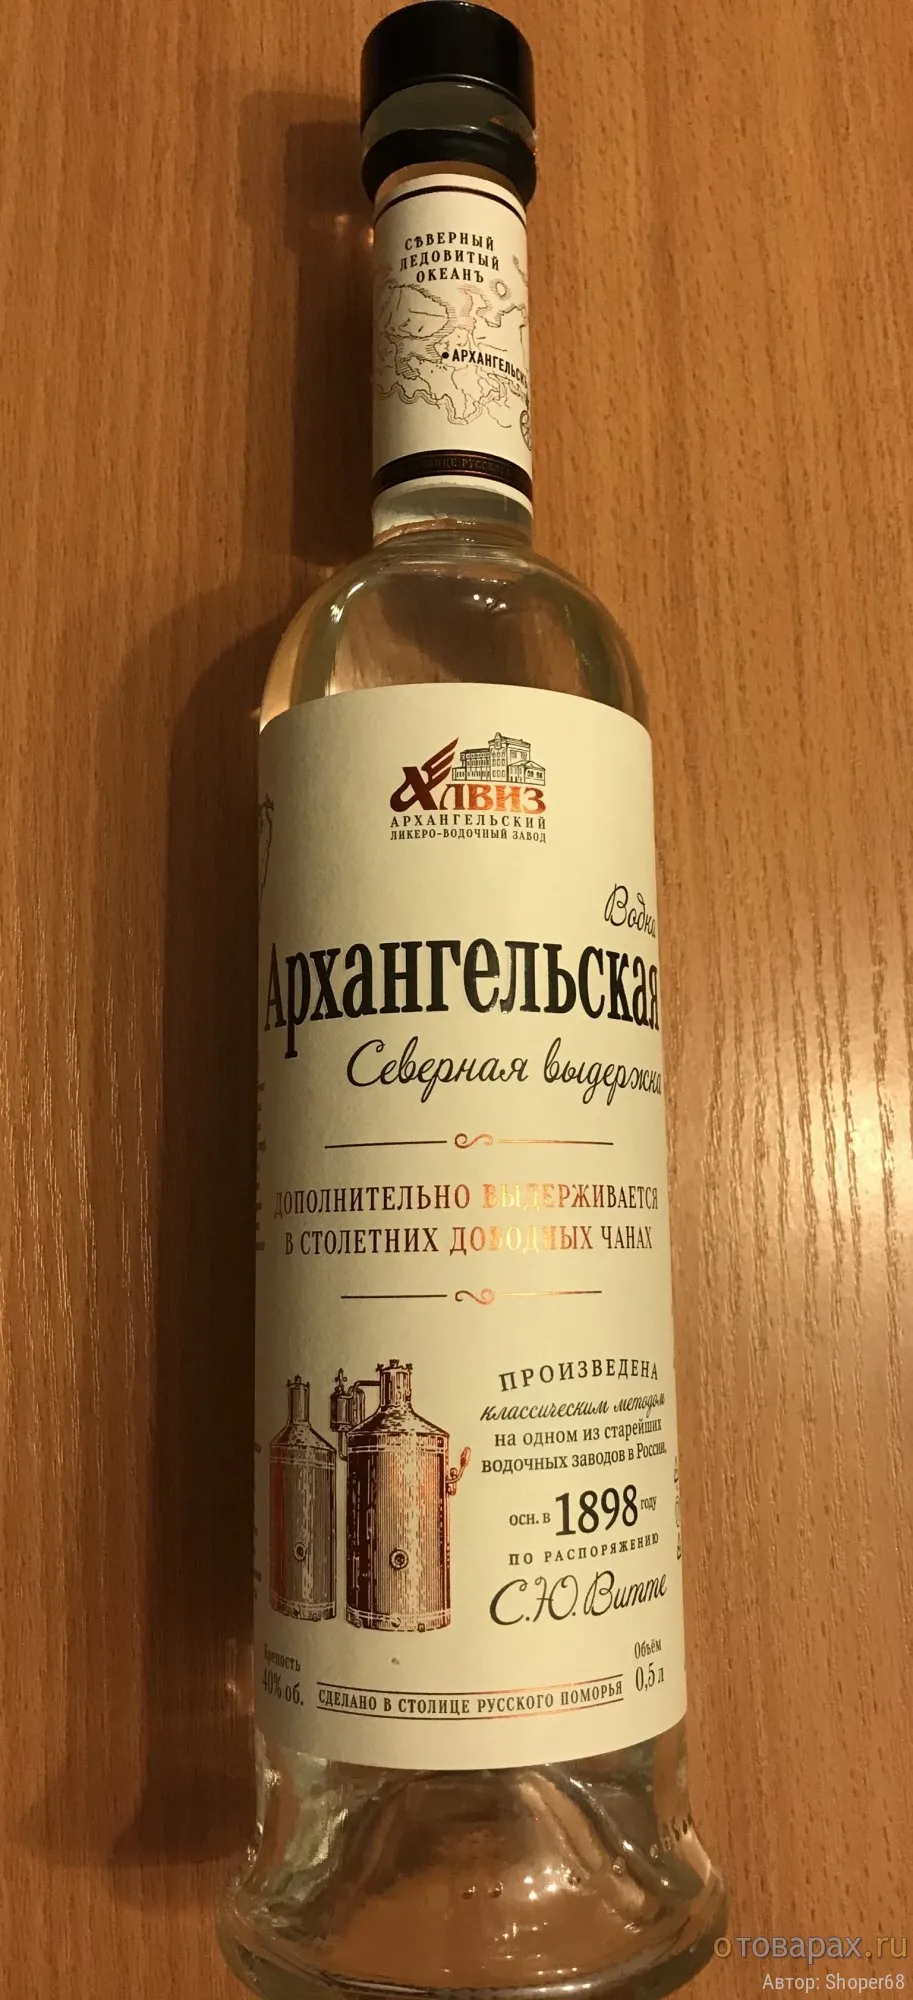 СѢВЕРНЫЙ
ЛЕДОВИТЫЙ
ОКЕАНЪ
АРХАНГЕЛЬСКЪ
АЛВИЗ
АРХАНГЕЛЬСКИЙ
ЛИКЕРО-ВОДОЧНЫЙ ЗАВОД
Водка
Архангельская
Северная выдержка
ДОПОЛНИТЕЛЬНО ВЫДЕРЖИВАЕТСЯ
В СТОЛЕТНИХ ДОВОДНЫХ ЧАНАХ
ПРОИЗВЕДЕНА
классическим методом
на одном из старейших
водочных заводов в России,
осн. в 1898 году
ПО РАСПОРЯЖЕНИЮ
С.Ю. Витте
Крепость
40% об.
СДЕЛАНО В СТОЛИЦЕ РУССКОГО ПОМОРЬЯ
Объём
0,5 л
отоварах.ru
Автор: Shoper68